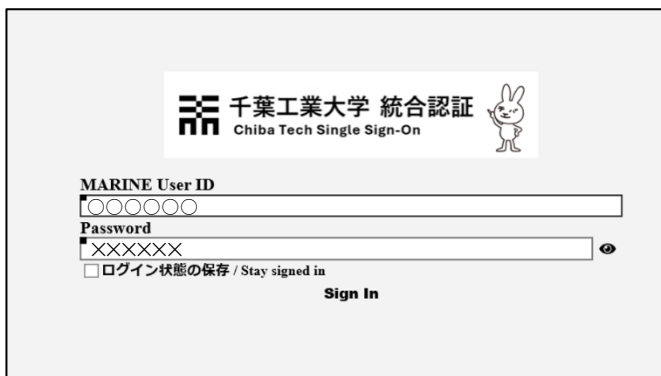 千葉工業大学 統合認証
Chiba Tech Single Sign-On
MARINE User ID
○○○○○○
Password
××××××
ログイン状態の保存 / Stay signed in
Sign In